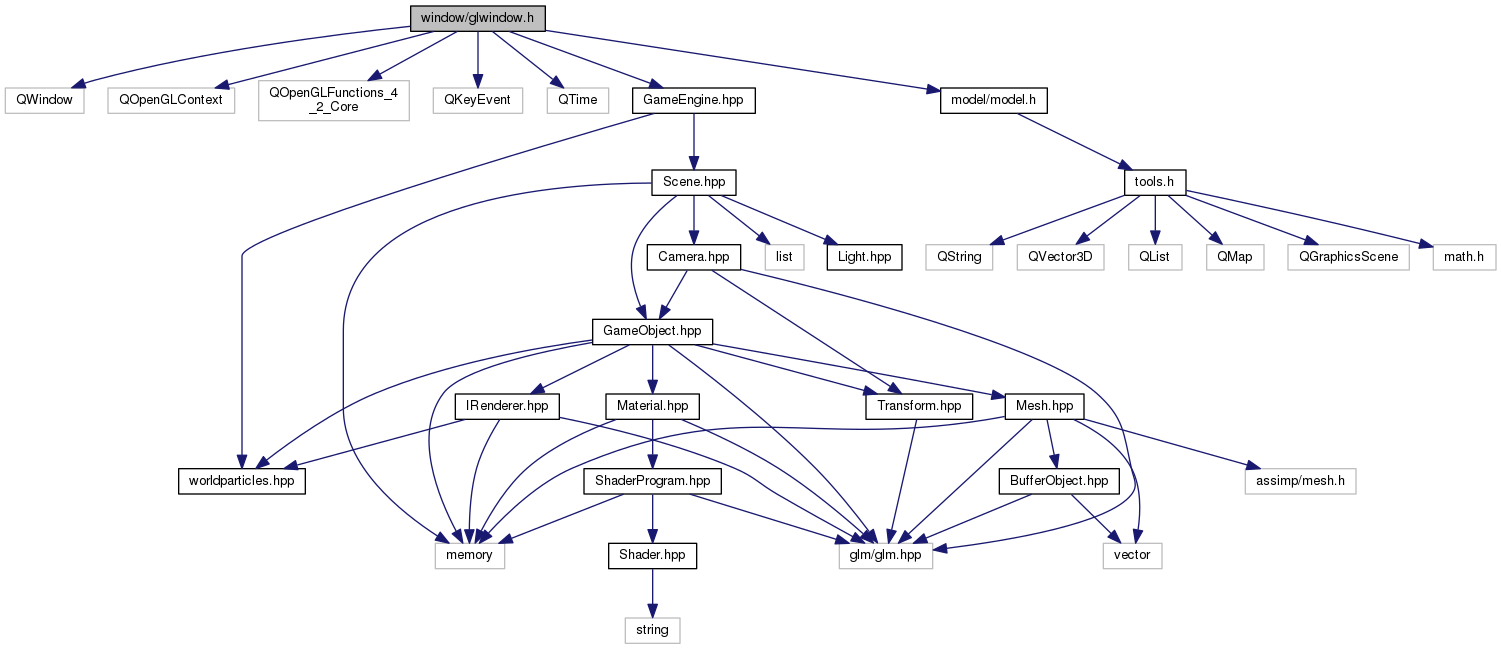 window/glwindow.h
QWindow
QOpenGLContext
QOpenGLFunctions_4
_2_Core
QKeyEvent
QTime
GameEngine.hpp
model/model.h
Scene.hpp
tools.h
Camera.hpp
list
Light.hpp
QString
QVector3D
QList
QMap
QGraphicsScene
math.h
GameObject.hpp
IRenderer.hpp
Material.hpp
Transform.hpp
Mesh.hpp
worldparticles.hpp
ShaderProgram.hpp
BufferObject.hpp
assimp/mesh.h
memory
Shader.hpp
glm/glm.hpp
vector
string